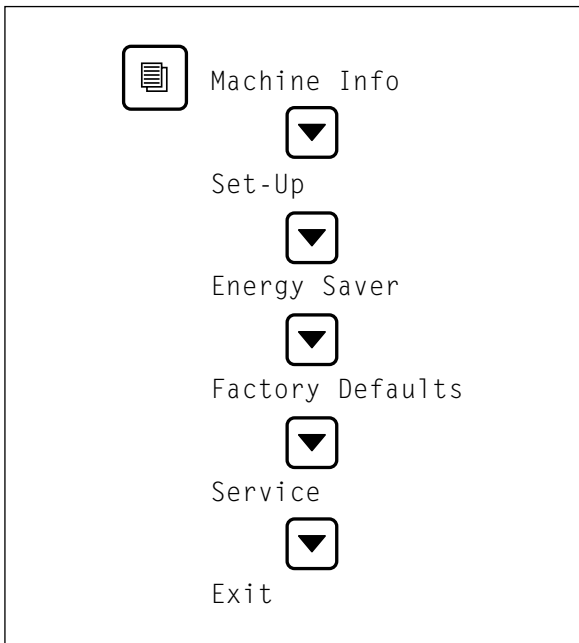 Machine Info
Set-Up
Energy Saver
Factory Defaults
Service
Exit